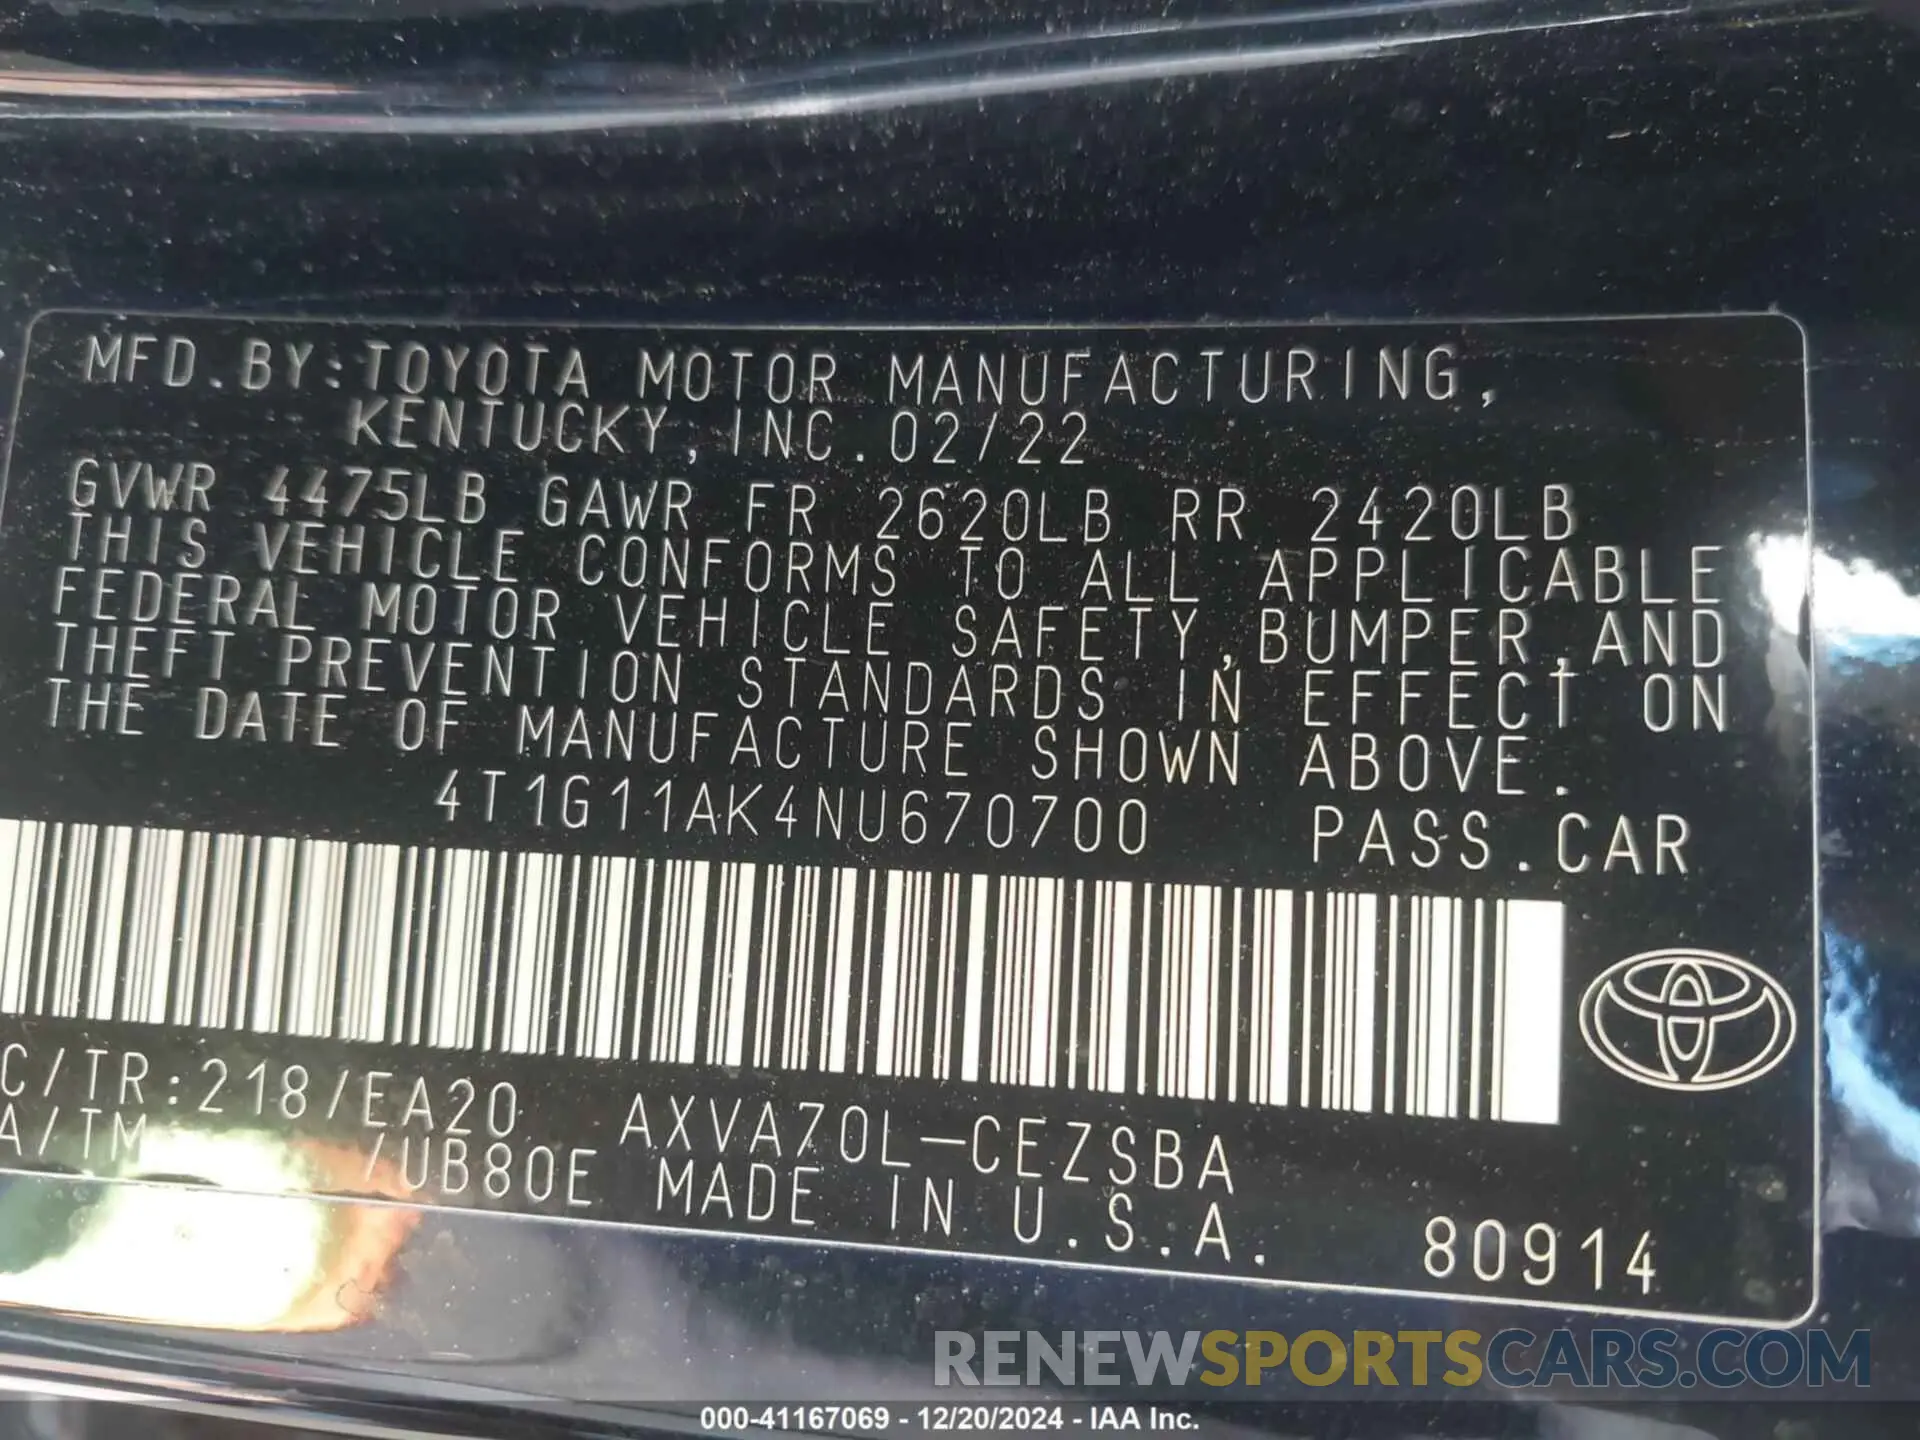 MFD.BY:TOYOTA MOTOR MANUFACTURING,
KENTUCKY,INC.02/22
GVWR 4475LB GAWR FR 2620LB RR 2420LB
THIS VEHICLE CONFORMS TO ALL APPLICABLE
FEDERAL MOTOR VEHICLE SAFETY,BUMPER,AND
THEFT PREVENTION STANDARDS IN EFFECT ON
THE DATE OF MANUFACTURE SHOWN ABOVE.
4T1G11AK4NU670700 PASS.CAR
C/TR:218/EA20 AXVA70L-CEZSBA
A/TM /UB80E MADE IN U.S.A. 80914
RENEWSPORTSCARS.COM
000-41167069 - 12/20/2024 - IAA Inc.